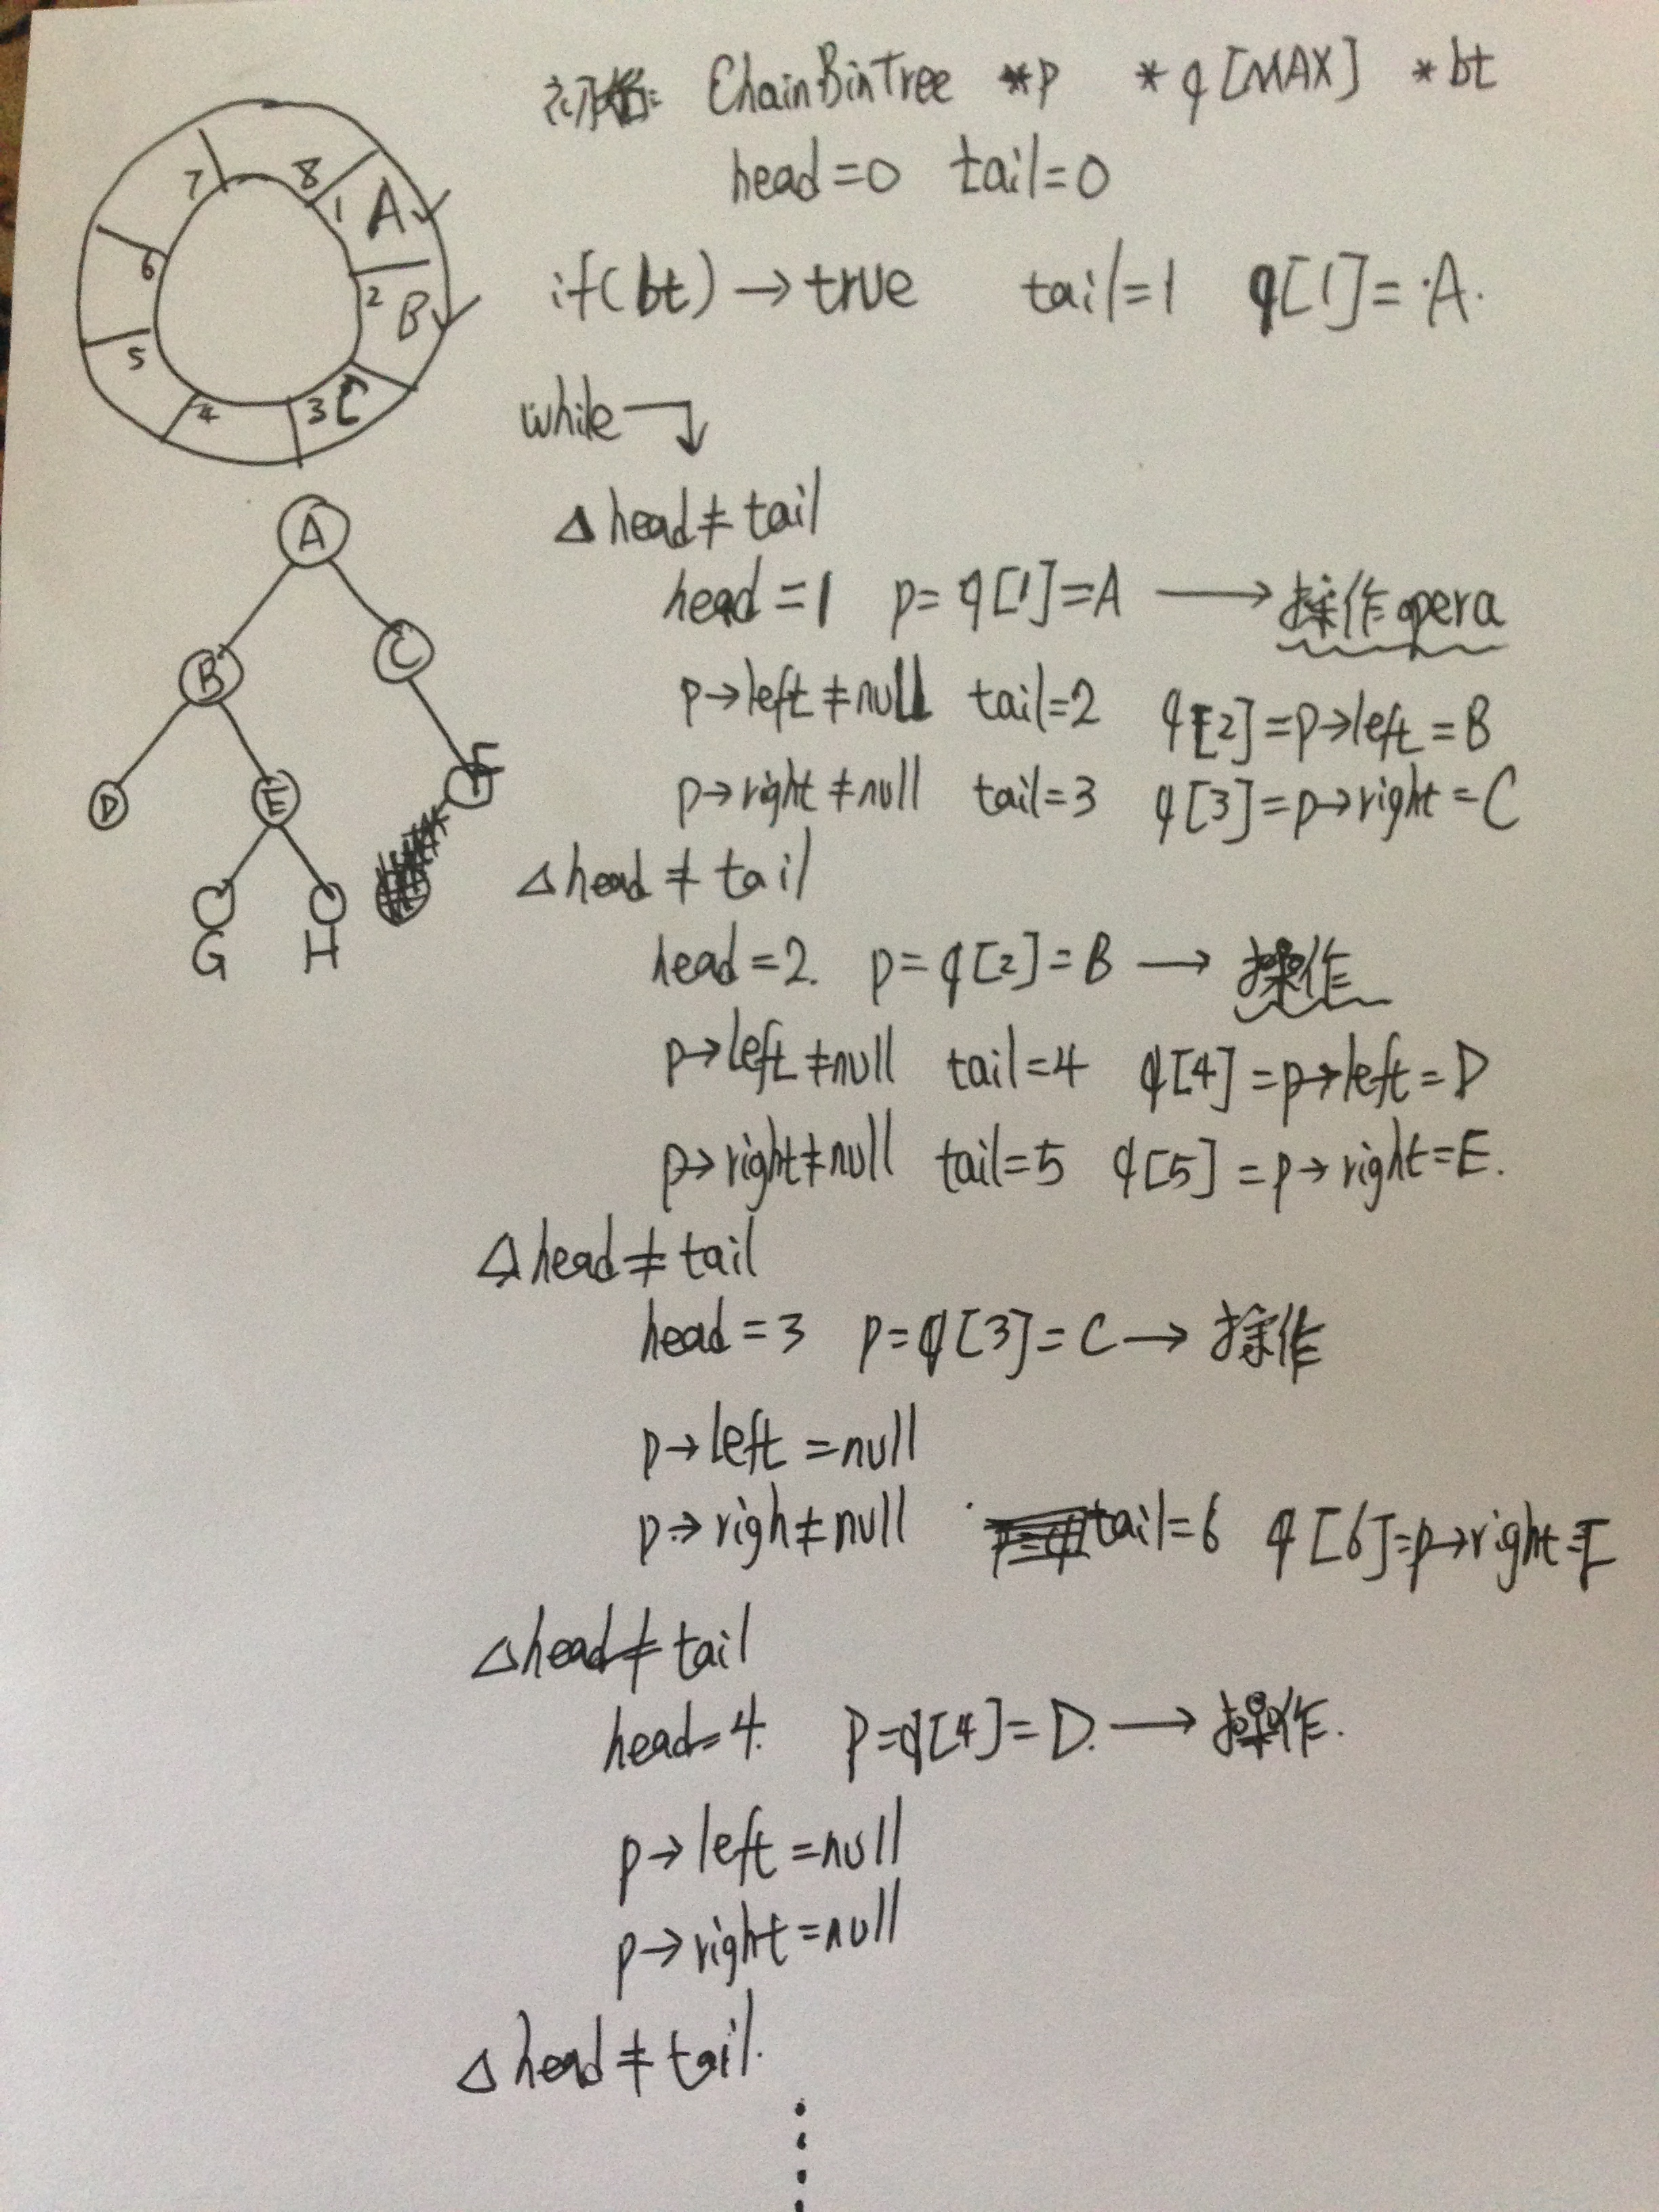 初始: ChainBinTree *p *q[MAX] *bt
head=0 tail=0
if(bt)→true tail=1 q[1]=A.
while
△head≠tail
head=1 p=q[1]=A → 操作opera
p→left≠null tail=2 q[2]=p→left=B
p→right≠null tail=3 q[3]=p→right=C
△head≠tail
head=2. p=q[2]=B → 操作
p→left≠null tail=4 q[4]=p→left=D
p→right≠null tail=5 q[5]=p→right=E.
△head≠tail
head=3 p=q[3]=C → 操作
p→left=null
p→righ≠null tail=6 q[6]=p→right=
△head≠tail
head=4. p=q[4]=D. → 操作.
p→left=null
p→right=null
△head≠tail.
7 8 1 A
6 2 B
5 4 3 C
A
B C
D E F
G H